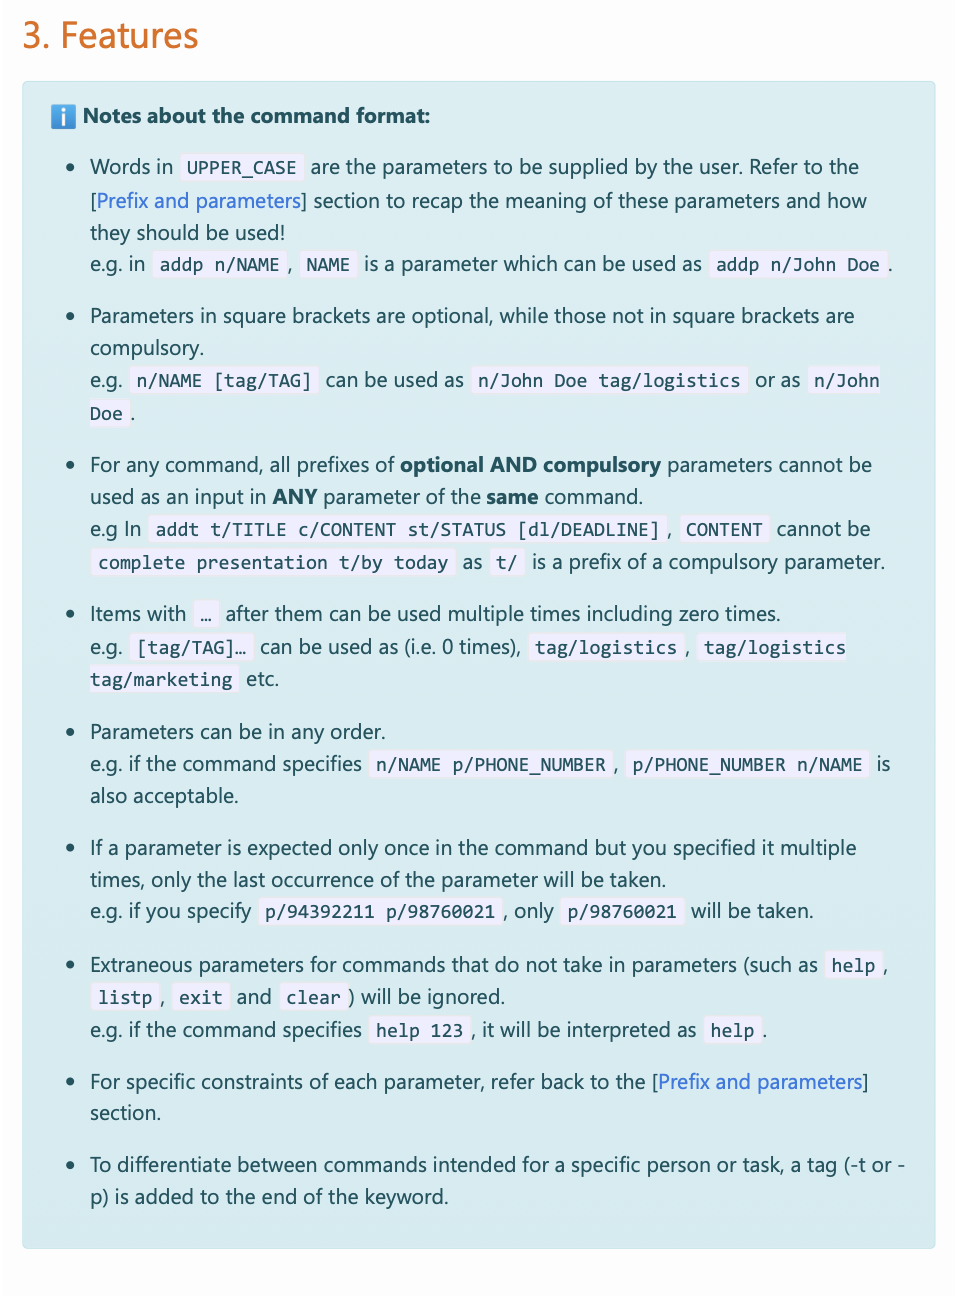 3. Features
ℹ️ Notes about the command format:
• Words in UPPER_CASE are the parameters to be supplied by the user. Refer to the
[Prefix and parameters] section to recap the meaning of these parameters and how
they should be used!
e.g. in addp n/NAME , NAME is a parameter which can be used as addp n/John Doe .
• Parameters in square brackets are optional, while those not in square brackets are
compulsory.
e.g. n/NAME [tag/TAG] can be used as n/John Doe tag/logistics or as n/John
Doe .
• For any command, all prefixes of optional AND compulsory parameters cannot be
used as an input in ANY parameter of the same command.
e.g In addt t/TITLE c/CONTENT st/STATUS [dl/DEADLINE] , CONTENT cannot be
complete presentation t/by today as t/ is a prefix of a compulsory parameter.
• Items with … after them can be used multiple times including zero times.
e.g. [tag/TAG]… can be used as (i.e. 0 times), tag/logistics , tag/logistics
tag/marketing etc.
• Parameters can be in any order.
e.g. if the command specifies n/NAME p/PHONE_NUMBER , p/PHONE_NUMBER n/NAME is
also acceptable.
• If a parameter is expected only once in the command but you specified it multiple
times, only the last occurrence of the parameter will be taken.
e.g. if you specify p/94392211 p/98760021 , only p/98760021 will be taken.
• Extraneous parameters for commands that do not take in parameters (such as help ,
listp , exit and clear ) will be ignored.
e.g. if the command specifies help 123 , it will be interpreted as help .
• For specific constraints of each parameter, refer back to the [Prefix and parameters]
section.
• To differentiate between commands intended for a specific person or task, a tag (-t or -
p) is added to the end of the keyword.